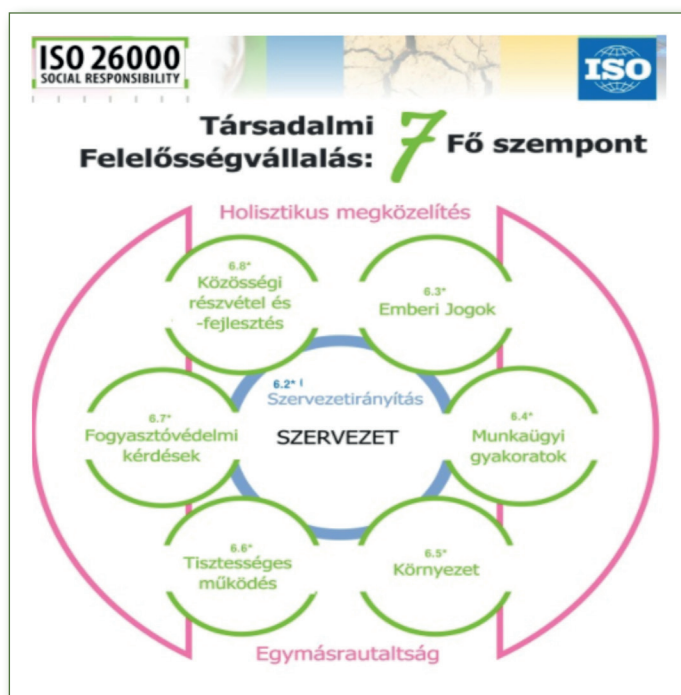 ISO 26000
SOCIAL RESPONSIBILITY
ISO
Társadalmi
Felelősségvállalás:
7 Fő szempont
Holisztikus megközelítés
6.8*
Közösségi
részvétel és
-fejlesztés
6.3*
Emberi Jogok
6.2*
Szervezetirányítás
SZERVEZET
6.7*
Fogyasztóvédelmi
kérdések
6.4*
Munkaügyi
gyakoratok
6.6*
Tisztességes
működés
6.5*
Környezet
Egymásrautaltság